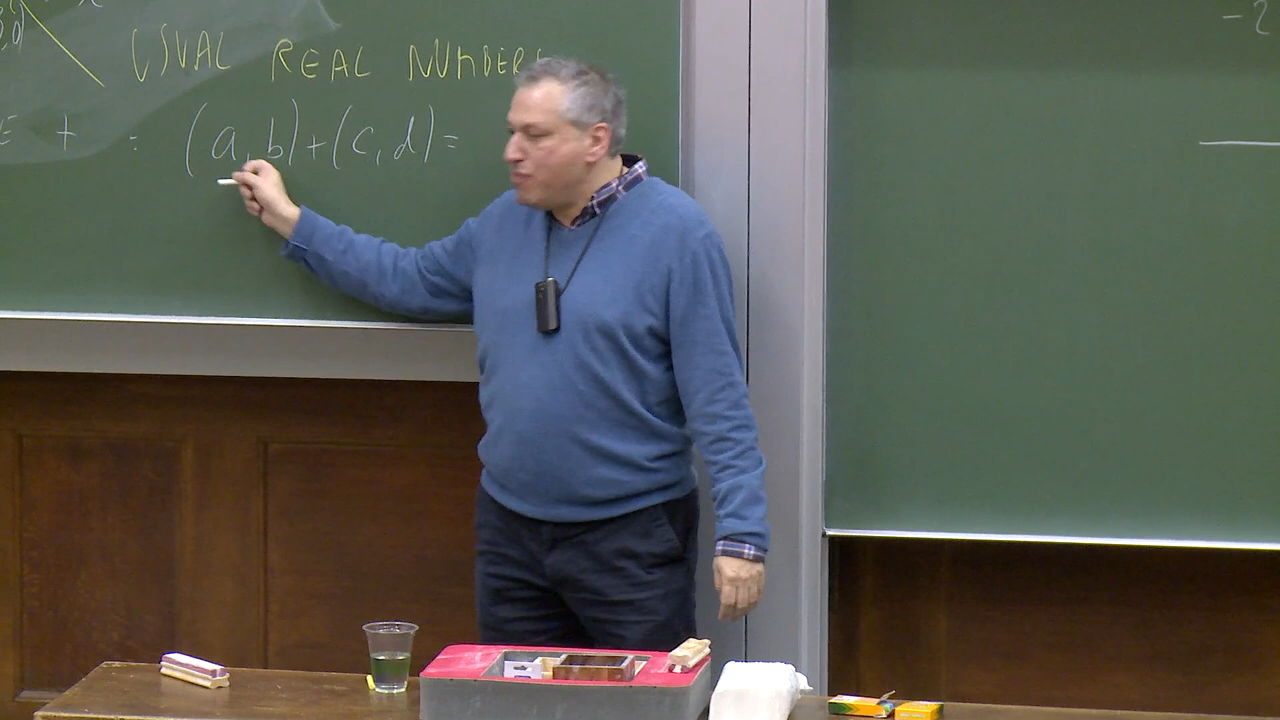 USUAL REAL NUMBERS
E + : (a,b)+(c,d)=
-2